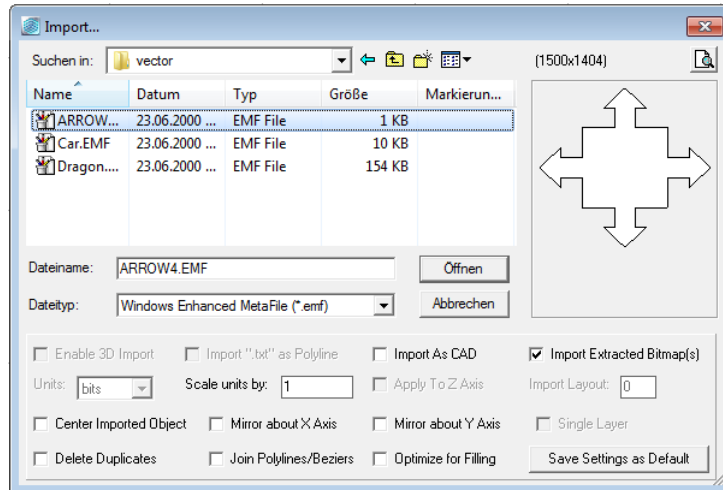 Import...
Suchen in: vector (1500x1404)
Name Datum Typ Größe Markierun...
ARROW... 23.06.2000 ... EMF File 1 KB
Car.EMF 23.06.2000 ... EMF File 10 KB
Dragon.... 23.06.2000 ... EMF File 154 KB
Dateiname: ARROW4.EMF Öffnen
Dateityp: Windows Enhanced MetaFile (*.emf) Abbrechen
Enable 3D Import Import ".txt" as Polyline Import As CAD Import Extracted Bitmap(s)
Units: bits Scale units by: 1 Apply To Z Axis Import Layout: 0
Center Imported Object Mirror about X Axis Mirror about Y Axis Single Layer
Delete Duplicates Join Polylines/Beziers Optimize for Filling Save Settings as Default